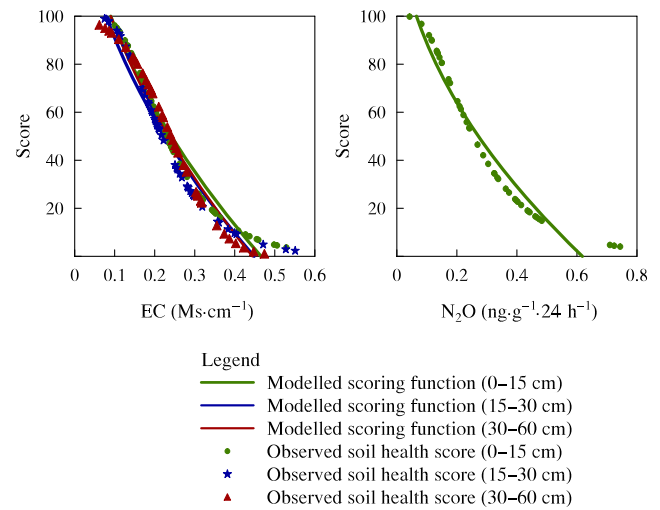 100
80
60
40
20
Score
0
0.1
0.2
0.3
0.4
0.5
0.6
EC (Ms·cm⁻¹)
100
80
60
40
20
Score
0
0.2
0.4
0.6
0.8
N₂O (ng·g⁻¹·24 h⁻¹)
Legend
Modelled scoring function (0–15 cm)
Modelled scoring function (15–30 cm)
Modelled scoring function (30–60 cm)
Observed soil health score (0–15 cm)
Observed soil health score (15–30 cm)
Observed soil health score (30–60 cm)